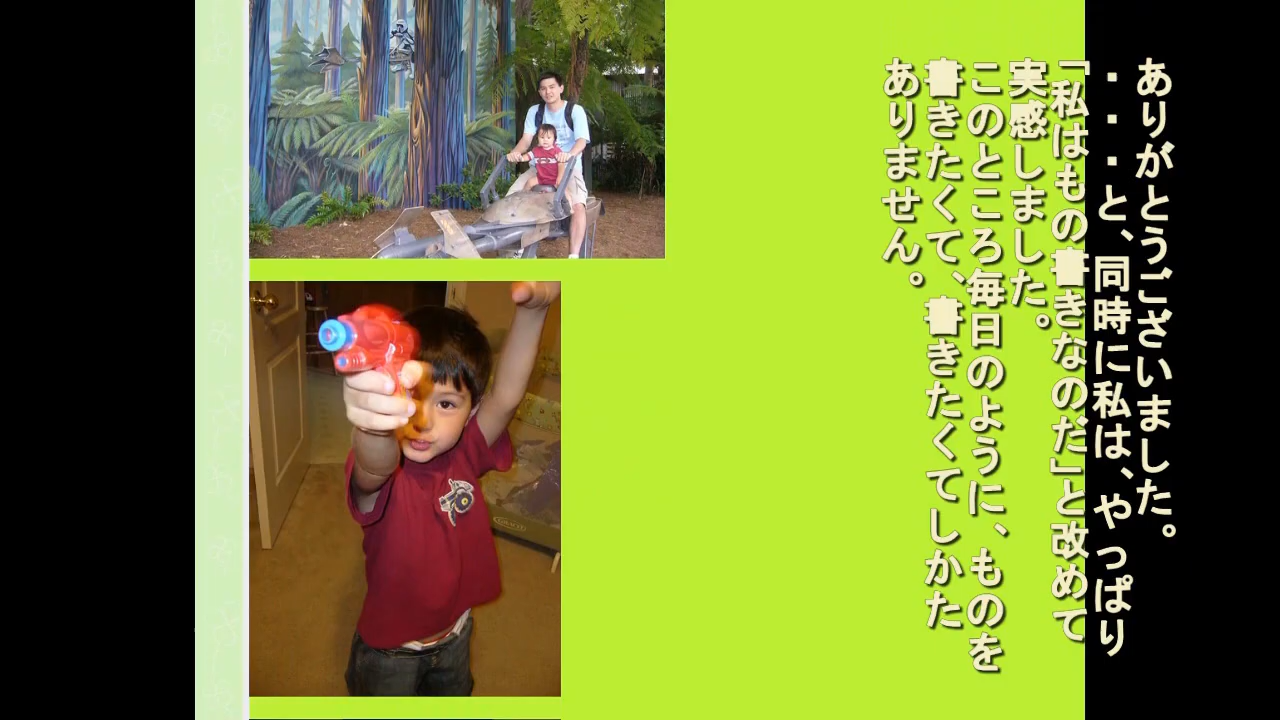 ありがとうございました。
・・・と、同時に私は、やっぱり
「私はもの書きなのだ」と改めて
実感しました。
このところ毎日のように、ものを
書きたくて、書きたくてしかた
ありません。
GRACO